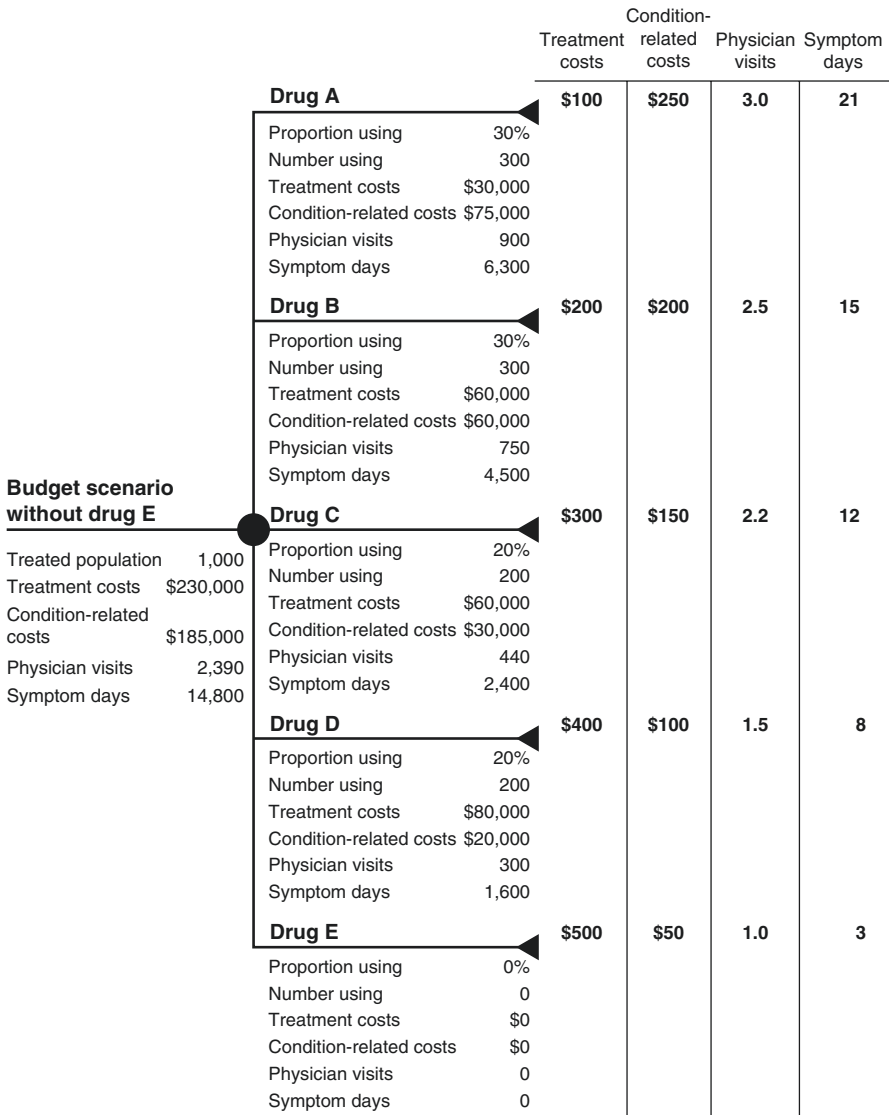 Condition-
Treatment related Physician Symptom
costs costs visits days
Drug A $100 $250 3.0 21
Proportion using 30%
Number using 300
Treatment costs $30,000
Condition-related costs $75,000
Physician visits 900
Symptom days 6,300
Drug B $200 $200 2.5 15
Proportion using 30%
Number using 300
Treatment costs $60,000
Condition-related costs $60,000
Physician visits 750
Symptom days 4,500
Budget scenario
without drug E
Treated population 1,000
Treatment costs $230,000
Condition-related
costs $185,000
Physician visits 2,390
Symptom days 14,800
Drug C $300 $150 2.2 12
Proportion using 20%
Number using 200
Treatment costs $60,000
Condition-related costs $30,000
Physician visits 440
Symptom days 2,400
Drug D $400 $100 1.5 8
Proportion using 20%
Number using 200
Treatment costs $80,000
Condition-related costs $20,000
Physician visits 300
Symptom days 1,600
Drug E $500 $50 1.0 3
Proportion using 0%
Number using 0
Treatment costs $0
Condition-related costs $0
Physician visits 0
Symptom days 0